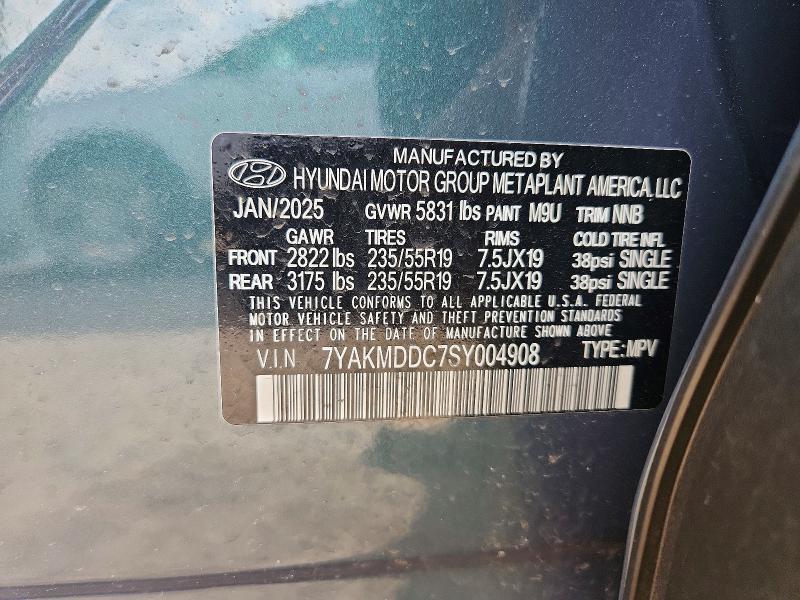 MANUFACTURED BY
HYUNDAI MOTOR GROUP METAPLANT AMERICA, LLC
JAN/2025 GVWR 5831 lbs PAINT M9U TRIM NNB
GAWR TIRES RIMS COLD TIRE INFL
FRONT 2822 lbs 235/55R19 7.5JX19 38psi SINGLE
REAR 3175 lbs 235/55R19 7.5JX19 38psi SINGLE
THIS VEHICLE CONFORMS TO ALL APPLICABLE U.S.A. FEDERAL
MOTOR VEHICLE SAFETY AND THEFT PREVENTION STANDARDS
IN EFFECT ON THE DATE OF MANUFACTURE SHOWN ABOVE
V.I.N 7YAKMDDC7SY004908 TYPE: MPV